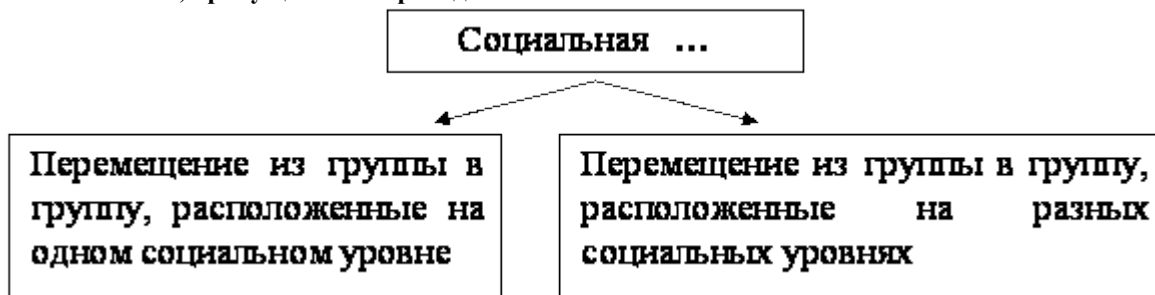 Социальная ...
Перемещение из группы в
группу, расположенные на
одном социальном уровне
Перемещение из группы в группу,
расположенные на разных
социальных уровнях